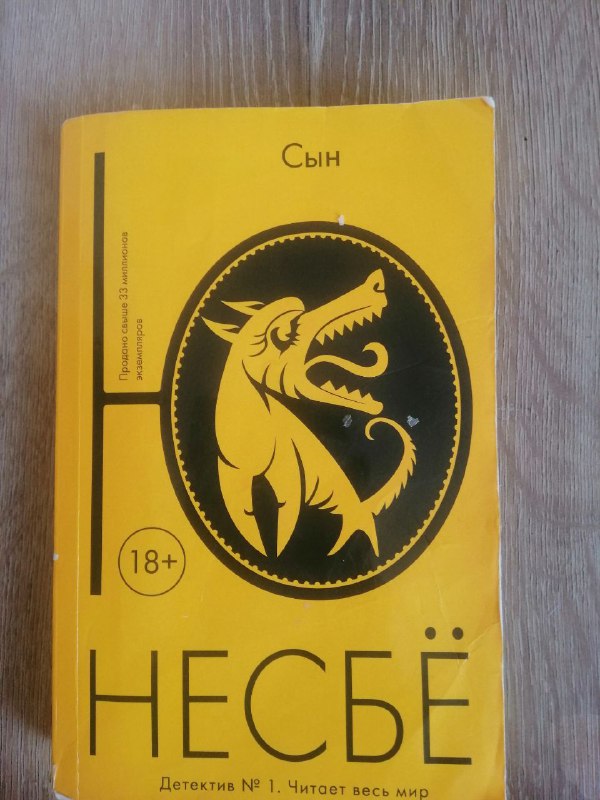 Сын
Продано свыше 33 миллионов
экземпляров
Ю
18+
НЕСБЁ
Детектив № 1. Читает весь мир